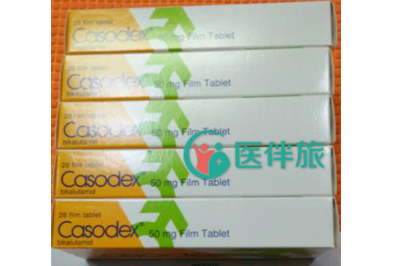 28 film tablet
Casodex®
50 mg Film Tablet
28 film tablet
Casodex®
bikalutamid
50 mg Film Tablet
28 film tablet
Casodex®
bikalutamid
50 mg Film Tablet
医伴旅
28 film tablet
Casodex®
bikalutamid
50 mg Film Tablet
28 film tablet
Casodex®
bikalutamid
50 mg Film Tablet